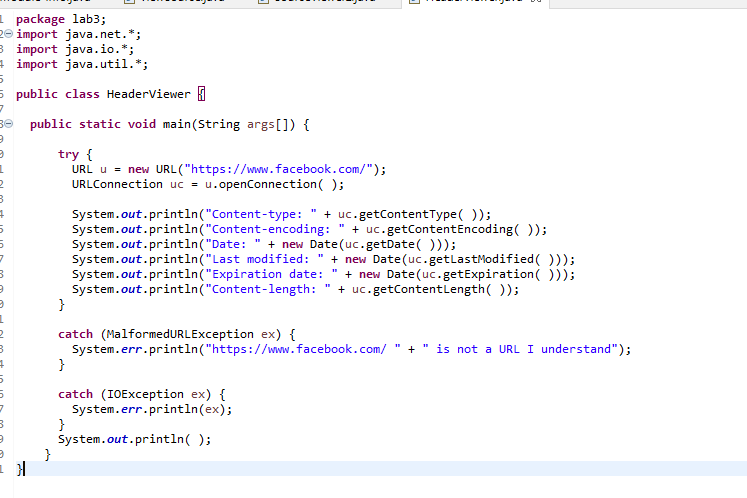 package lab3;
import java.net.*;
import java.io.*;
import java.util.*;
public class HeaderViewer {
public static void main(String args[]) {
try {
URL u = new URL("https://www.facebook.com/");
URLConnection uc = u.openConnection( );
System.out.println("Content-type: " + uc.getContentType( ));
System.out.println("Content-encoding: " + uc.getContentEncoding( ));
System.out.println("Date: " + new Date(uc.getDate( )));
System.out.println("Last modified: " + new Date(uc.getLastModified( )));
System.out.println("Expiration date: " + new Date(uc.getExpiration( )));
System.out.println("Content-length: " + uc.getContentLength( ));
}
catch (MalformedURLException ex) {
System.err.println("https://www.facebook.com/ " + " is not a URL I understand");
}
catch (IOException ex) {
System.err.println(ex);
}
System.out.println( );
}
}